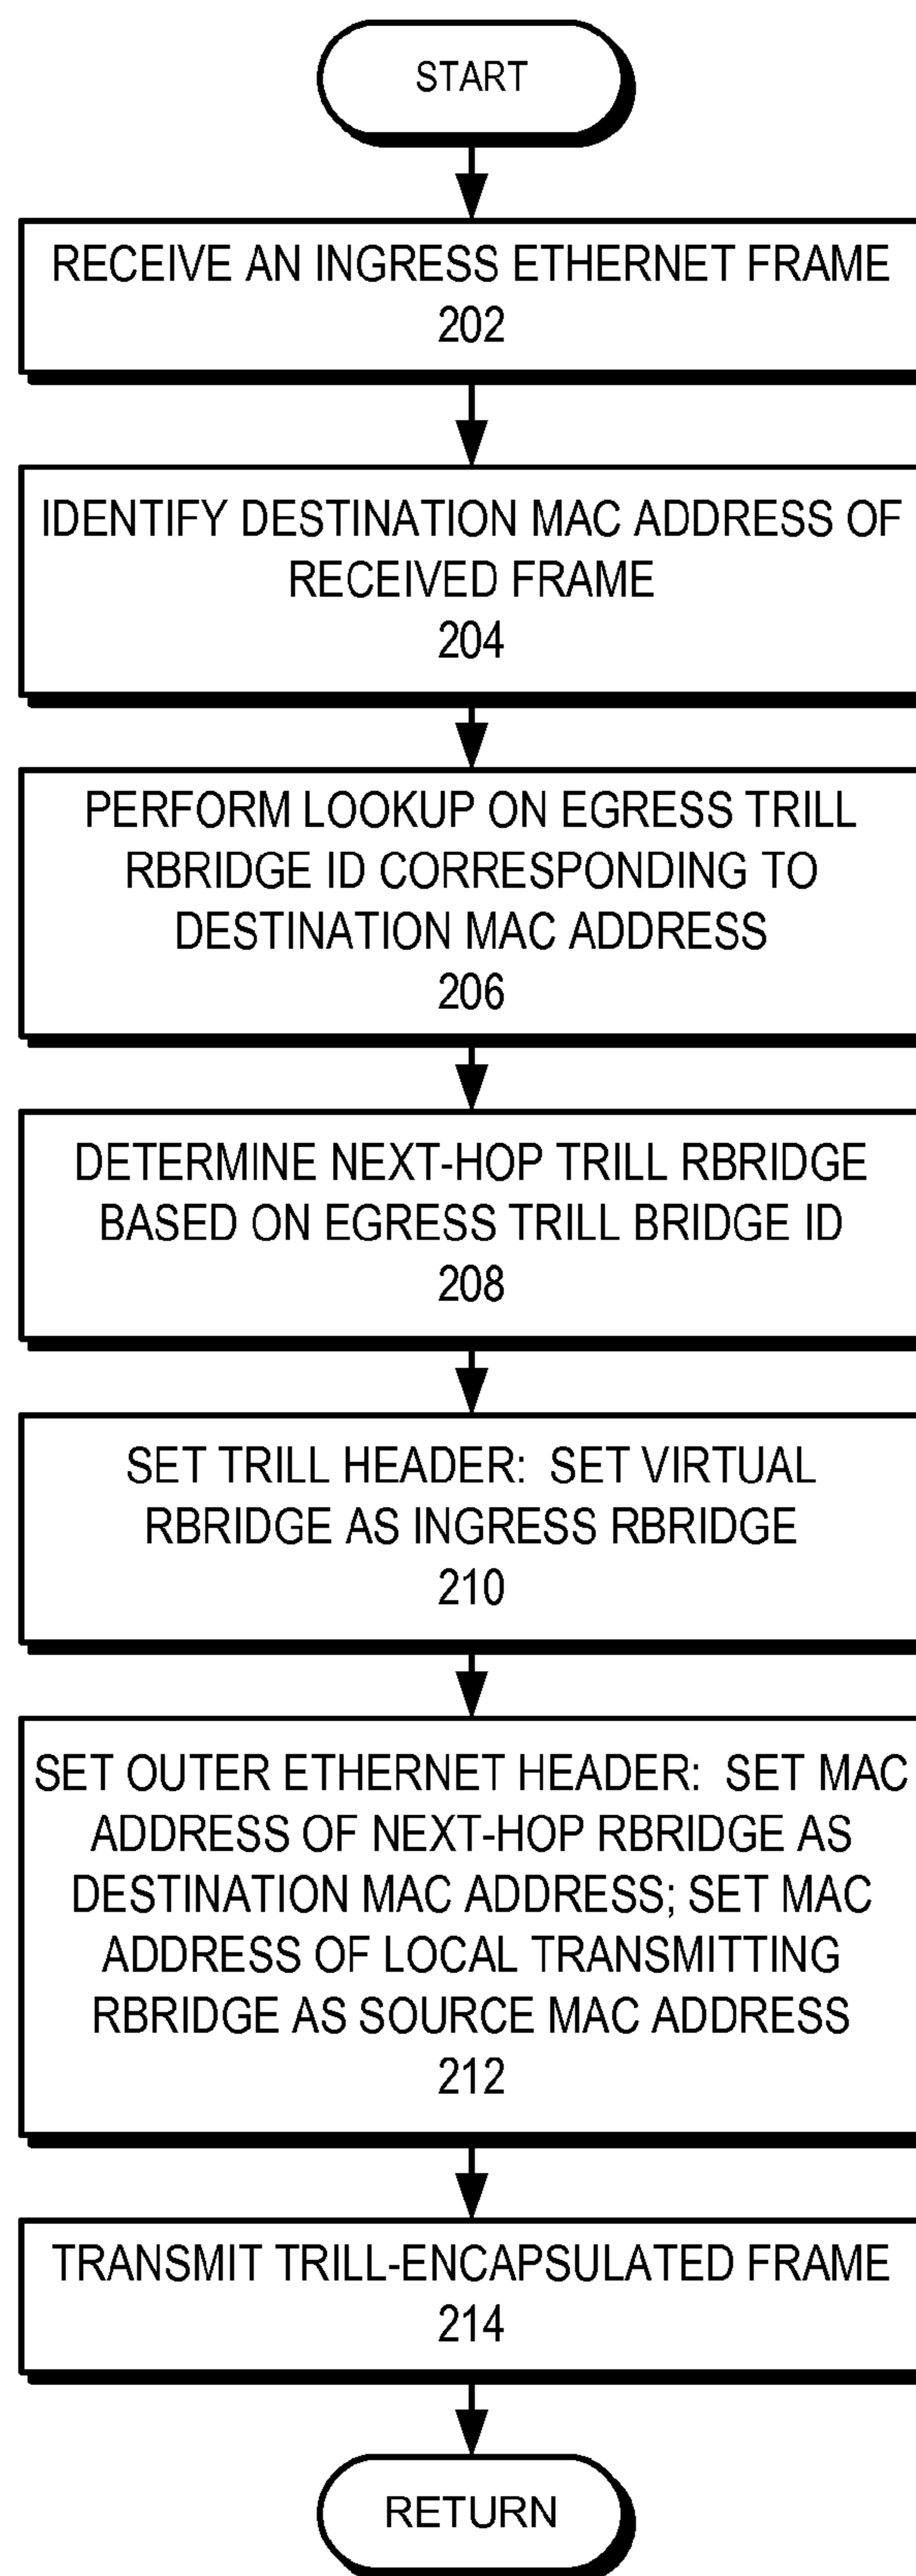 START
RECEIVE AN INGRESS ETHERNET FRAME
202
IDENTIFY DESTINATION MAC ADDRESS OF
RECEIVED FRAME
204
PERFORM LOOKUP ON EGRESS TRILL
RBRIDGE ID CORRESPONDING TO
DESTINATION MAC ADDRESS
206
DETERMINE NEXT-HOP TRILL RBRIDGE
BASED ON EGRESS TRILL BRIDGE ID
208
SET TRILL HEADER: SET VIRTUAL
RBRIDGE AS INGRESS RBRIDGE
210
SET OUTER ETHERNET HEADER: SET MAC
ADDRESS OF NEXT-HOP RBRIDGE AS
DESTINATION MAC ADDRESS; SET MAC
ADDRESS OF LOCAL TRANSMITTING
RBRIDGE AS SOURCE MAC ADDRESS
212
TRANSMIT TRILL-ENCAPSULATED FRAME
214
RETURN